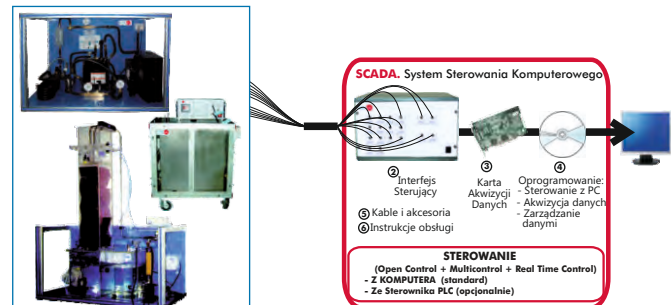 SCADA. System Sterowania Komputerowego
②
Interfejs
Sterujący
③
Karta
Akwizycji
Danych
④
Oprogramowanie:
- Sterowanie z PC
- Akwizycja danych
- Zarządzanie
danymi
⑤ Kable i akcesoria
⑥ Instrukcje obsługi
STEROWANIE
(Open Control + Multicontrol + Real Time Control)
- Z KOMPUTERA (standard)
- Ze Sterownika PLC (opcjonalnie)